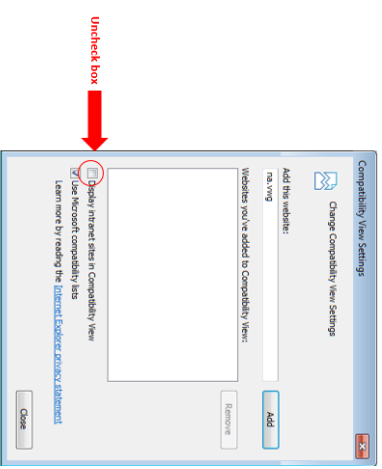 Uncheck box
Compatibility View Settings
Change Compatibility View Settings
Add this website:
na.vwg
Add
Websites you've added to Compatibility View:
Remove
Display intranet sites in Compatibility View
Use Microsoft compatibility lists
Learn more by reading the Internet Explorer privacy statement
Close